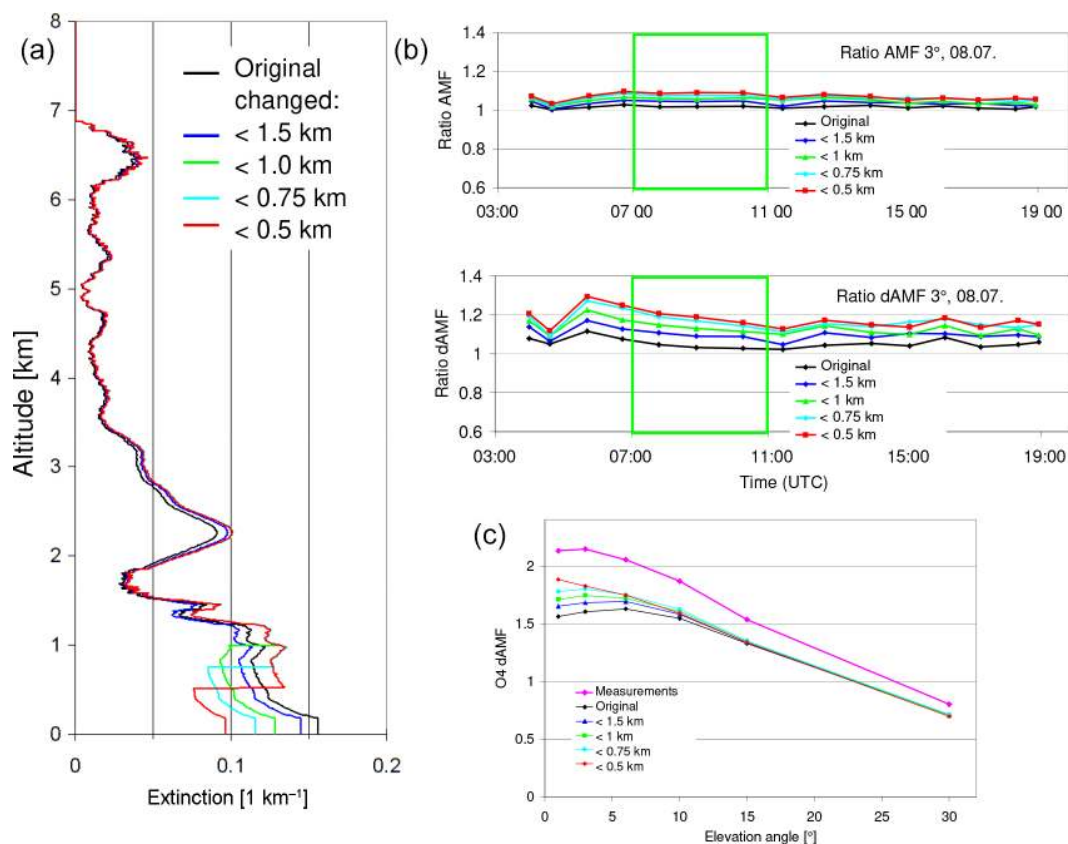 (a)
8
7
6
5
4
3
2
1
0
Altitude [km]
Original
changed:
< 1.5 km
< 1.0 km
< 0.75 km
< 0.5 km
0 0.1 0.2
Extinction [1 km⁻¹]
(b)
1.4
1.2
1.0
0.8
0.6
Ratio AMF
Ratio AMF 3°, 08.07.
Original
< 1.5 km
< 1 km
< 0.75 km
< 0.5 km
03:00 07 00 11 00 15 00 19 00
1.4
1.2
1.0
0.8
0.6
Ratio dAMF
Ratio dAMF 3°, 08.07.
Original
< 1.5 km
< 1 km
< 0.75 km
< 0.5 km
03:00 07:00 11:00 15:00 19:00
Time (UTC)
(c)
2
1.5
1
0.5
0
O4 dAMF
Measurements
Original
< 1.5 km
< 1 km
< 0.75 km
< 0.5 km
0 5 10 15 20 25 30
Elevation angle [°]